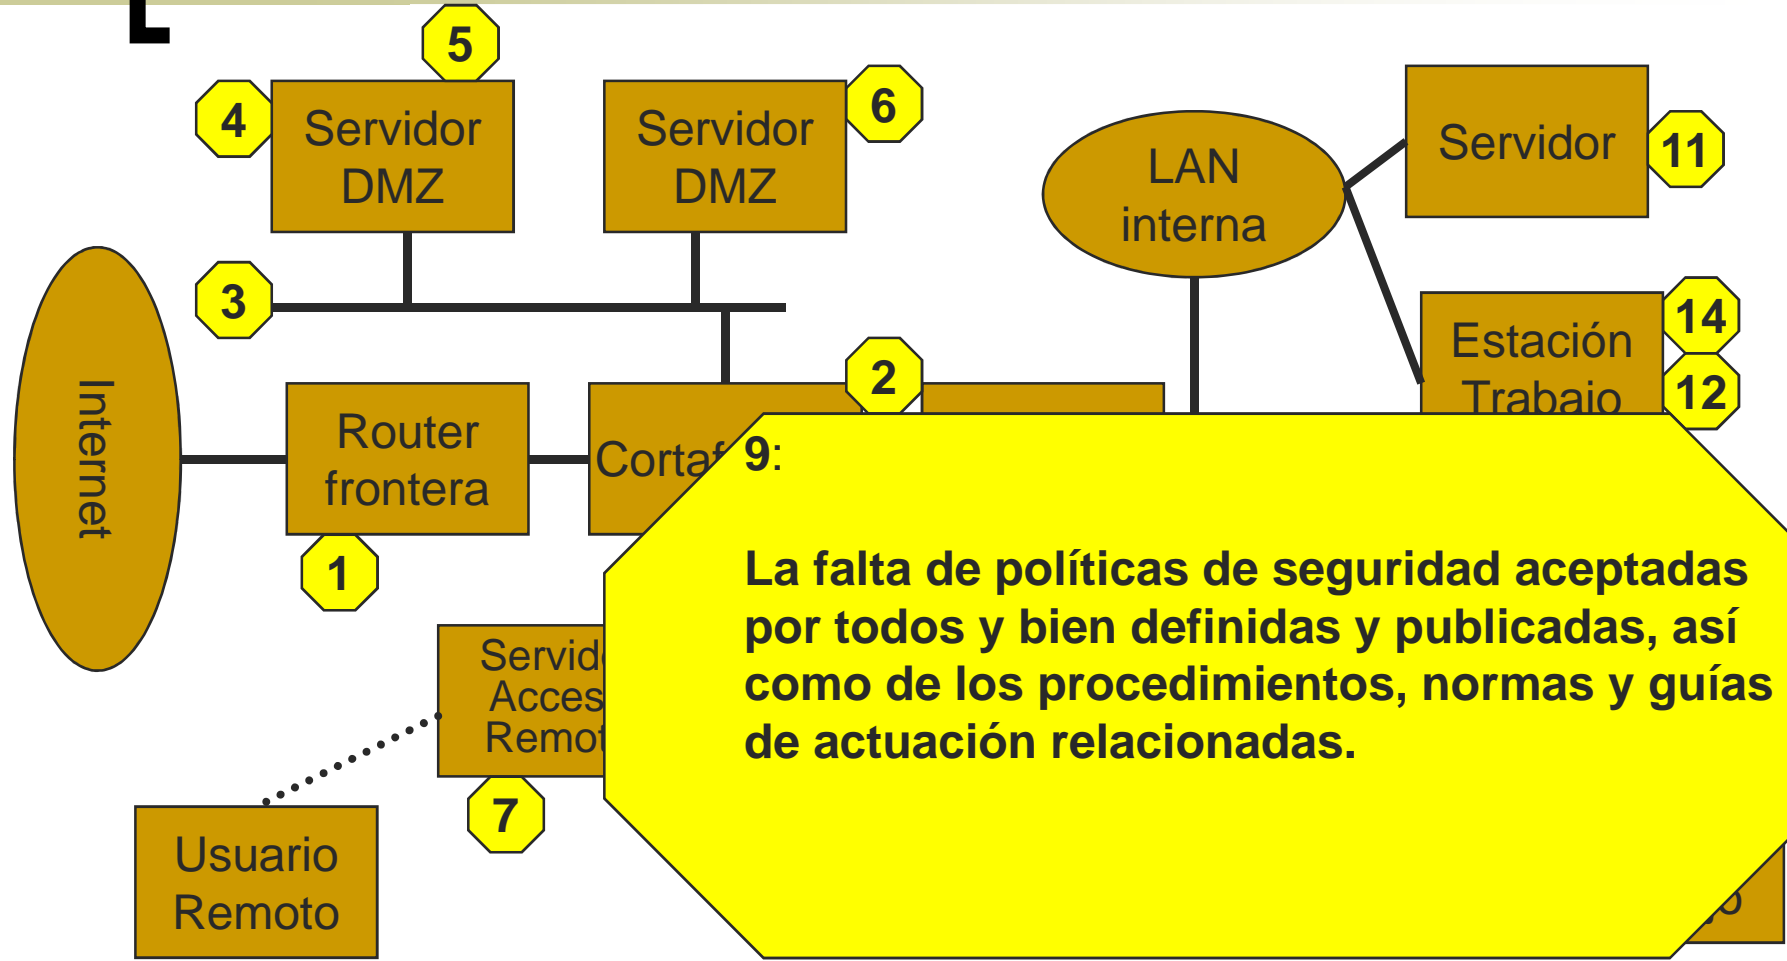 5
4
Servidor
DMZ
Servidor
DMZ
6
LAN
interna
Servidor
11
3
Internet
Router
frontera
1
2
Estación
Trabajo
14
12
9:
La falta de políticas de seguridad aceptadas
por todos y bien definidas y publicadas, así
como de los procedimientos, normas y guías
de actuación relacionadas.
Remoto
7
Usuario
Remoto